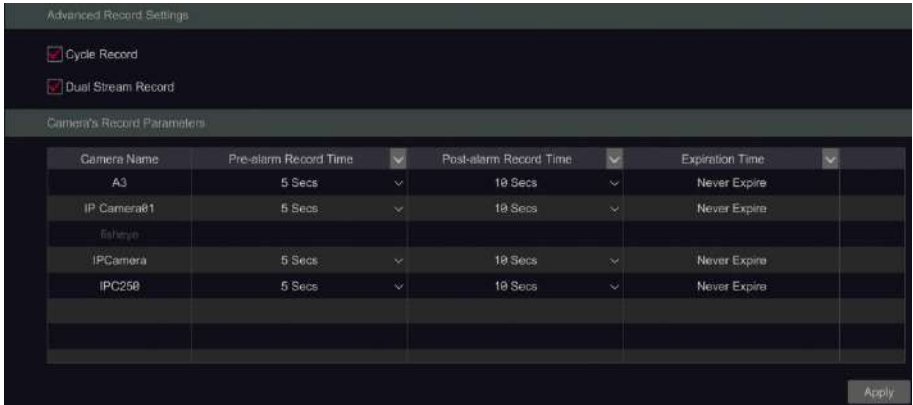 Advanced Record Settings
Cycle Record
Dual Stream Record
Camera's Record Parameters
Camera Name Pre-alarm Record Time Post-alarm Record Time Expiration Time
A3 5 Secs 10 Secs Never Expire
IP Camera01 5 Secs 10 Secs Never Expire
fisheye
IPCamera 5 Secs 10 Secs Never Expire
IPC250 5 Secs 10 Secs Never Expire
Apply